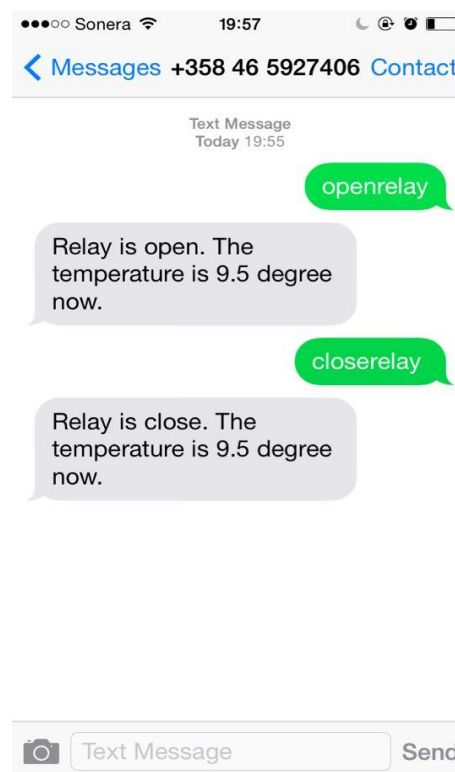 Sonera 19:57
Messages +358 46 5927406 Contact
Text Message
Today 19:55
openrelay
Relay is open. The
temperature is 9.5 degree
now.
closerelay
Relay is close. The
temperature is 9.5 degree
now.
Text Message Send